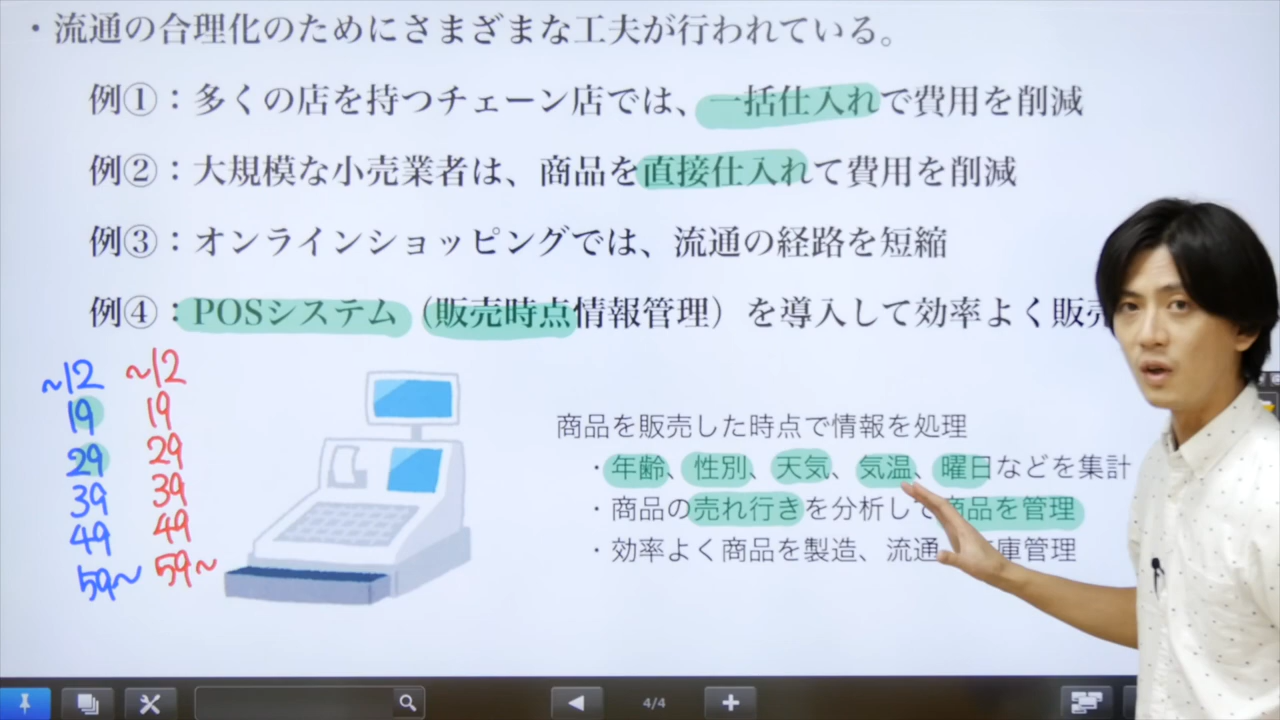 ・流通の合理化のためにさまざまな工夫が行われている。
例①：多くの店を持つチェーン店では、一括仕入れで費用を削減
例②：大規模な小売業者は、商品を直接仕入れて費用を削減
例③：オンラインショッピングでは、流通の経路を短縮
例④：POSシステム（販売時点情報管理）を導入して効率よく販売
商品を販売した時点で情報を処理
・年齢、性別、天気、気温、曜日などを集計
・商品の売れ行きを分析して商品を管理
・効率よく商品を製造、流通 庫管理
~12 ~12
19 19
29 29
39 39
49 49
59~ 59~
4/4